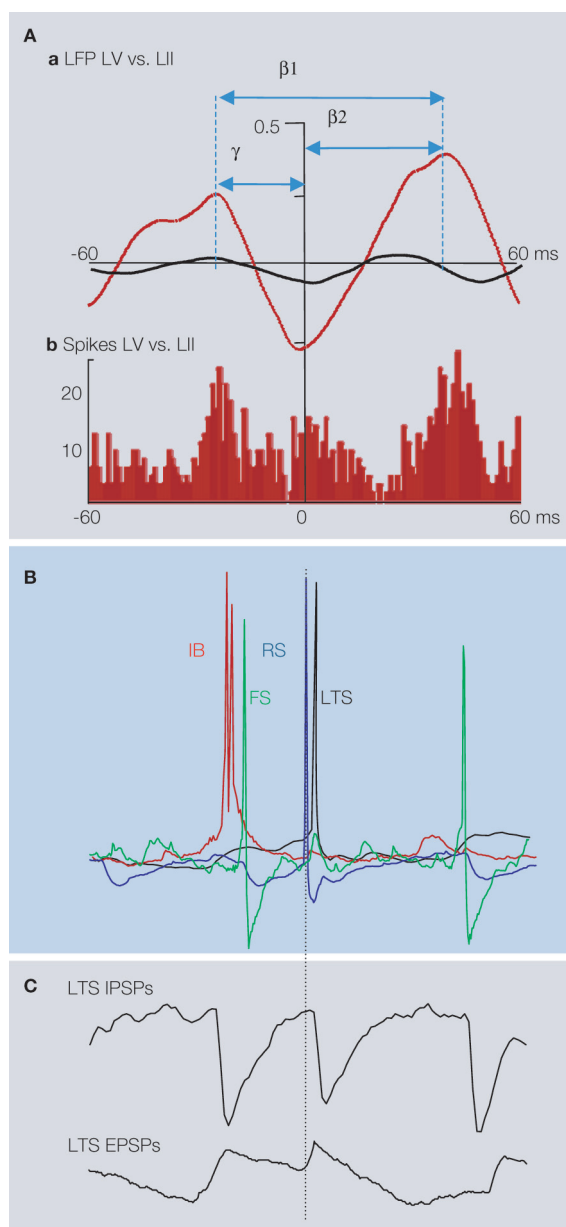 A
a LFP LV vs. LII
β1
0.5
β2
γ
-60
60 ms
b Spikes LV vs. LII
20
10
-60
0
60 ms
B
IB
RS
FS
LTS
C
LTS IPSPs
LTS EPSPs